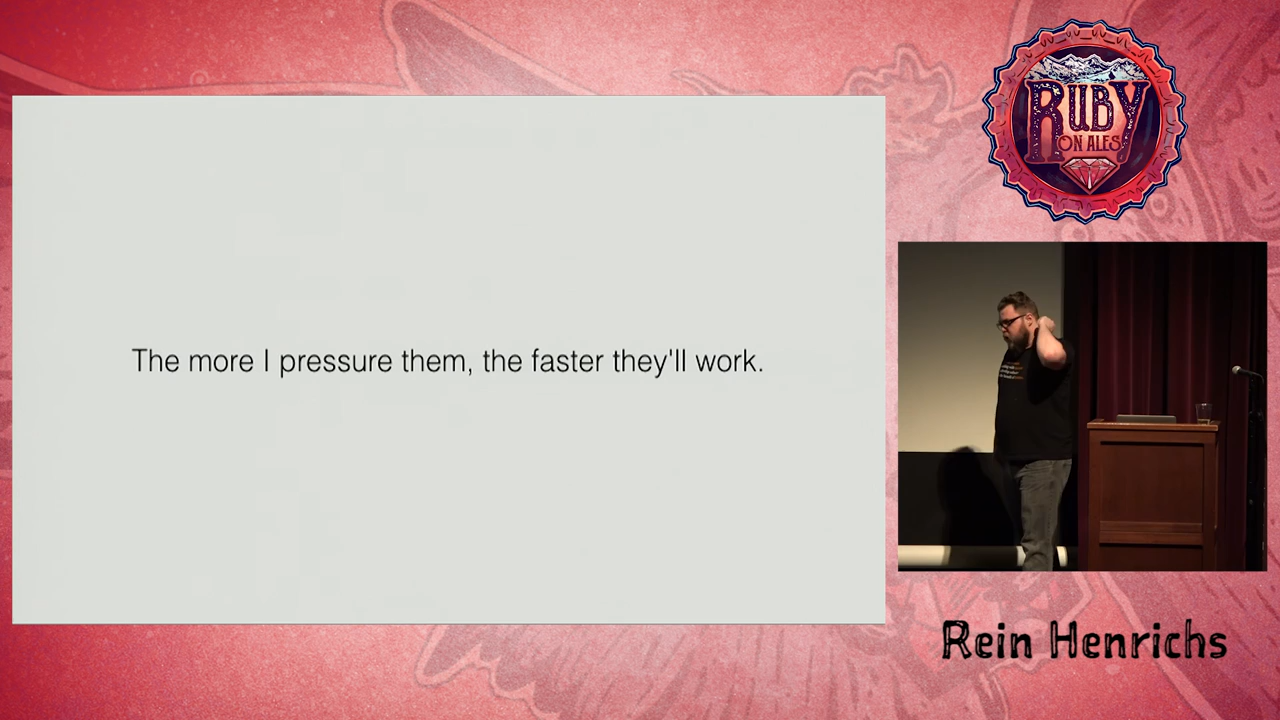 The more I pressure them, the faster they'll work.
RUBY
ON ALES
Rein Henrichs